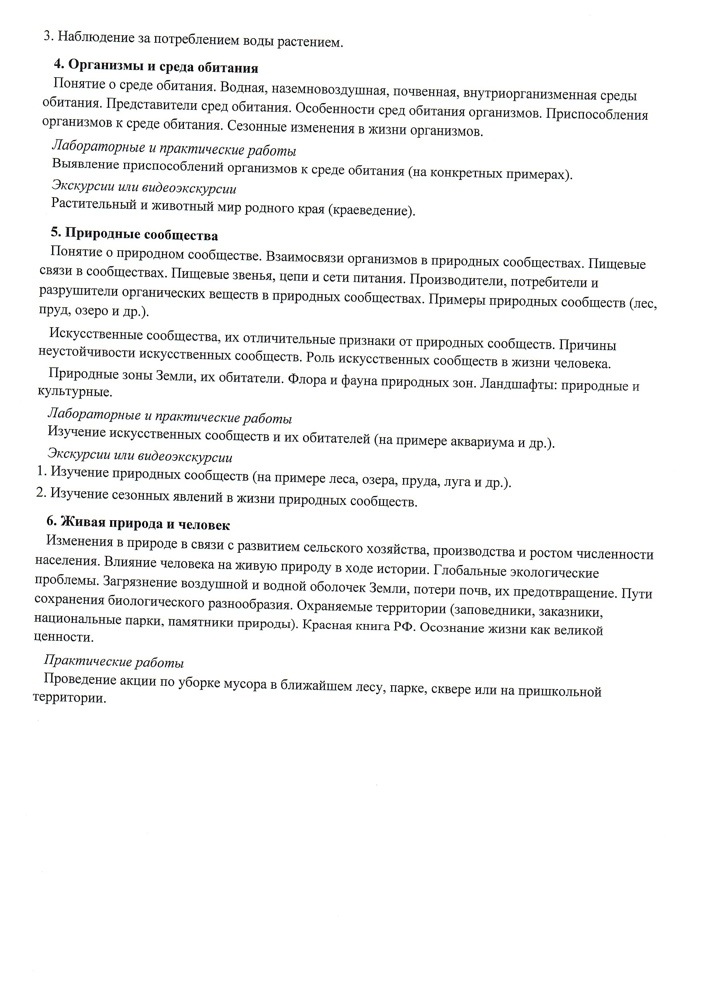 3. Наблюдение за потреблением воды растением.
4. Организмы и среда обитания
Понятие о среде обитания. Водная, наземновоздушная, почвенная, внутриорганизменная среды
обитания. Представители сред обитания. Особенности сред обитания организмов. Приспособления
организмов к среде обитания. Сезонные изменения в жизни организмов.
Лабораторные и практические работы
Выявление приспособлений организмов к среде обитания (на конкретных примерах).
Экскурсии или видеоэкскурсии
Растительный и животный мир родного края (краеведение).
5. Природные сообщества
Понятие о природном сообществе. Взаимосвязи организмов в природных сообществах. Пищевые
связи в сообществах. Пищевые звенья, цепи и сети питания. Производители, потребители и
разрушители органических веществ в природных сообществах. Примеры природных сообществ (лес,
пруд, озеро и др.).
Искусственные сообщества, их отличительные признаки от природных сообществ. Причины
неустойчивости искусственных сообществ. Роль искусственных сообществ в жизни человека.
Природные зоны Земли, их обитатели. Флора и фауна природных зон. Ландшафты: природные и
культурные.
Лабораторные и практические работы
Изучение искусственных сообществ и их обитателей (на примере аквариума и др.).
Экскурсии или видеоэкскурсии
1. Изучение природных сообществ (на примере леса, озера, пруда, луга и др.).
2. Изучение сезонных явлений в жизни природных сообществ.
6. Живая природа и человек
Изменения в природе в связи с развитием сельского хозяйства, производства и ростом численности
населения. Влияние человека на живую природу в ходе истории. Глобальные экологические
проблемы. Загрязнение воздушной и водной оболочек Земли, потери почв, их предотвращение. Пути
сохранения биологического разнообразия. Охраняемые территории (заповедники, заказники,
национальные парки, памятники природы). Красная книга РФ. Осознание жизни как великой
ценности.
Практические работы
Проведение акции по уборке мусора в ближайшем лесу, парке, сквере или на пришкольной
территории.